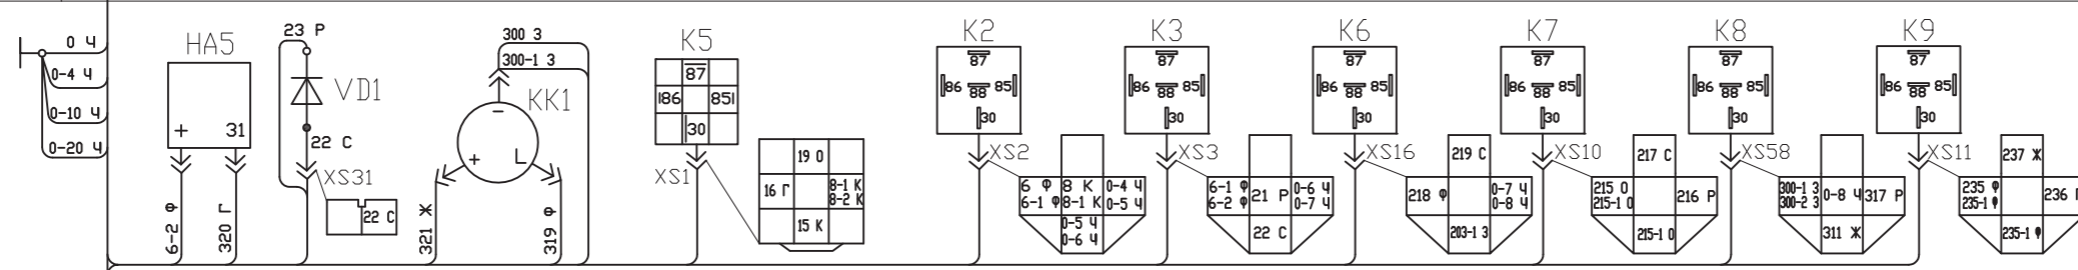 0 Ч
0-4 Ч
0-10 Ч
0-20 Ч
HA5
+ 31
6-2 Ф
320 Г
23 Р
VD1
22 С
XS31
22 С
300 З
300-1 З
KK1
-
+ L
321 Ж
319 Ф
K5
87
86 85
30
XS1
19 О
16 Г
8-1 К
8-2 К
15 К
K2
87
86 88 85
30
XS2
6 Ф 8 К 0-4 Ч
6-1 Ф 8-1 К 0-5 Ч
0-5 Ч
0-6 Ч
K3
87
86 88 85
30
XS3
6-1 Ф 21 Р 0-6 Ч
6-2 Ф 0-7 Ч
22 С
K6
87
86 88 85
30
XS16
219 С
218 Ф
0-7 Ч
0-8 Ч
203-1 З
K7
87
86 88 85
30
XS10
217 С
215 О
215-1 О
216 Р
215-1 О
K8
87
86 88 85
30
XS58
300-1 З
300-2 З
0-8 Ч 317 Р
311 Ж
K9
87
86 88 85
30
XS11
237 Ж
235 Ф
235-1 Ф
236
235-1 Ф